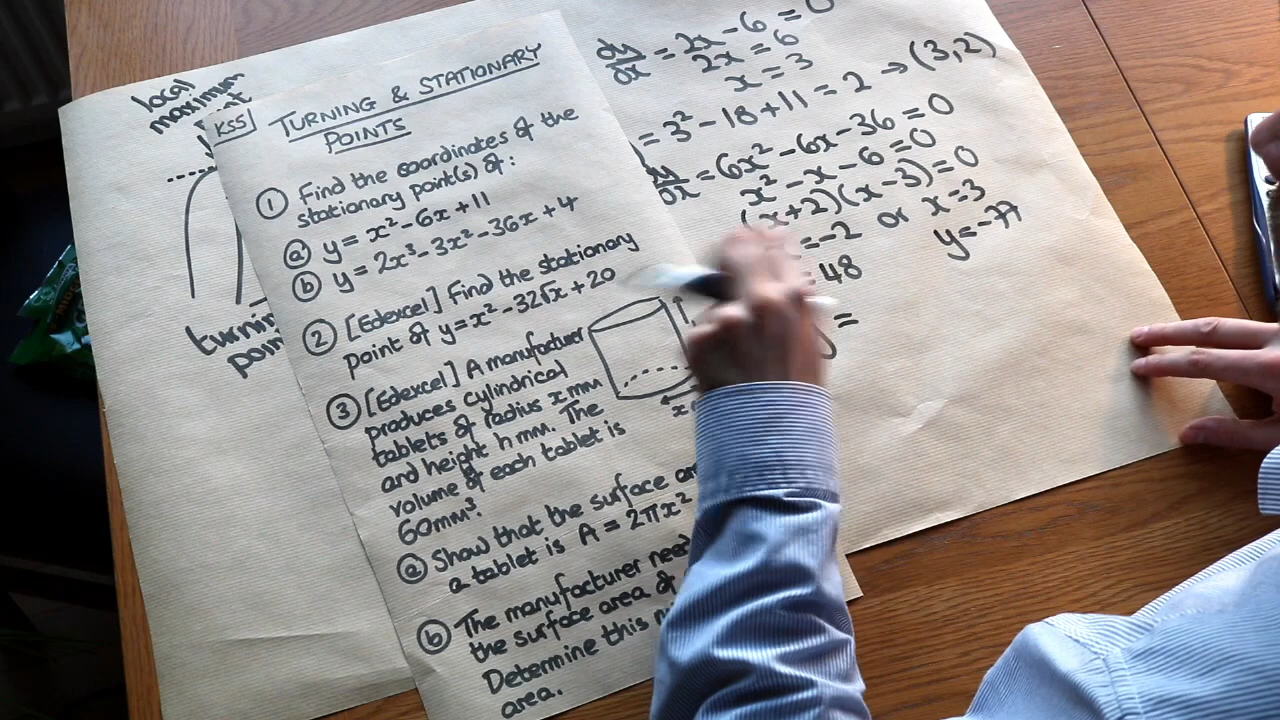 local
maximum
point
KS5
TURNING & STATIONARY
POINTS
① Find the coordinates of the
stationary point(s) of:
ⓐ y = x² - 6x + 11
ⓑ y = 2x³ - 3x² - 36x + 4
② [Edexcel] Find the stationary
point of y = x² - 32√x + 20
③ [Edexcel] A manufacturer
produces cylindrical
tablets of radius x mm
and height h mm. The
volume of each tablet is
60mm³.
ⓐ Show that the surface
a tablet is A = 2πx²
ⓑ The manufacturer
the surface area of
Determine this
area.
x
dy/dx = 2x - 6 = 0
2x = 6
x = 3
= 3² - 18 + 11 = 2 → (3,2)
dy/dx = 6x² - 6x - 36 = 0
x² - x - 6 = 0
(x+2)(x-3) = 0
= -2 or x = 3
48 y = -77
=